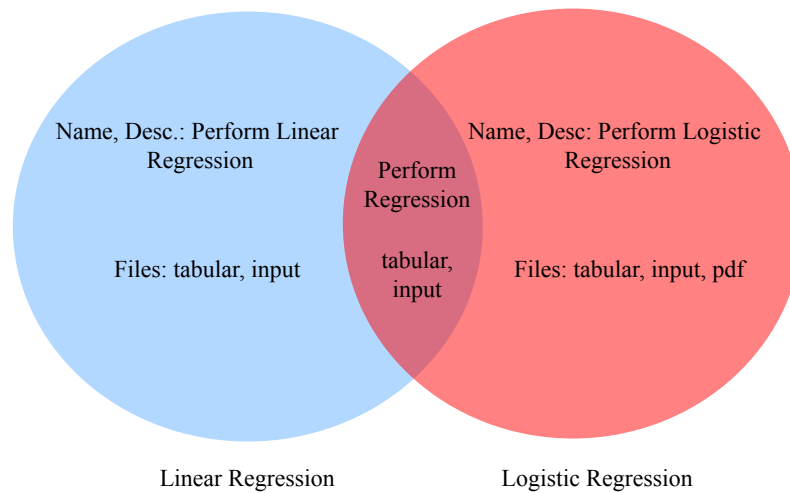 Name, Desc.: Perform Linear
Regression
Files: tabular, input
Perform
Regression
tabular,
input
Name, Desc: Perform Logistic
Regression
Files: tabular, input, pdf
Linear Regression
Logistic Regression